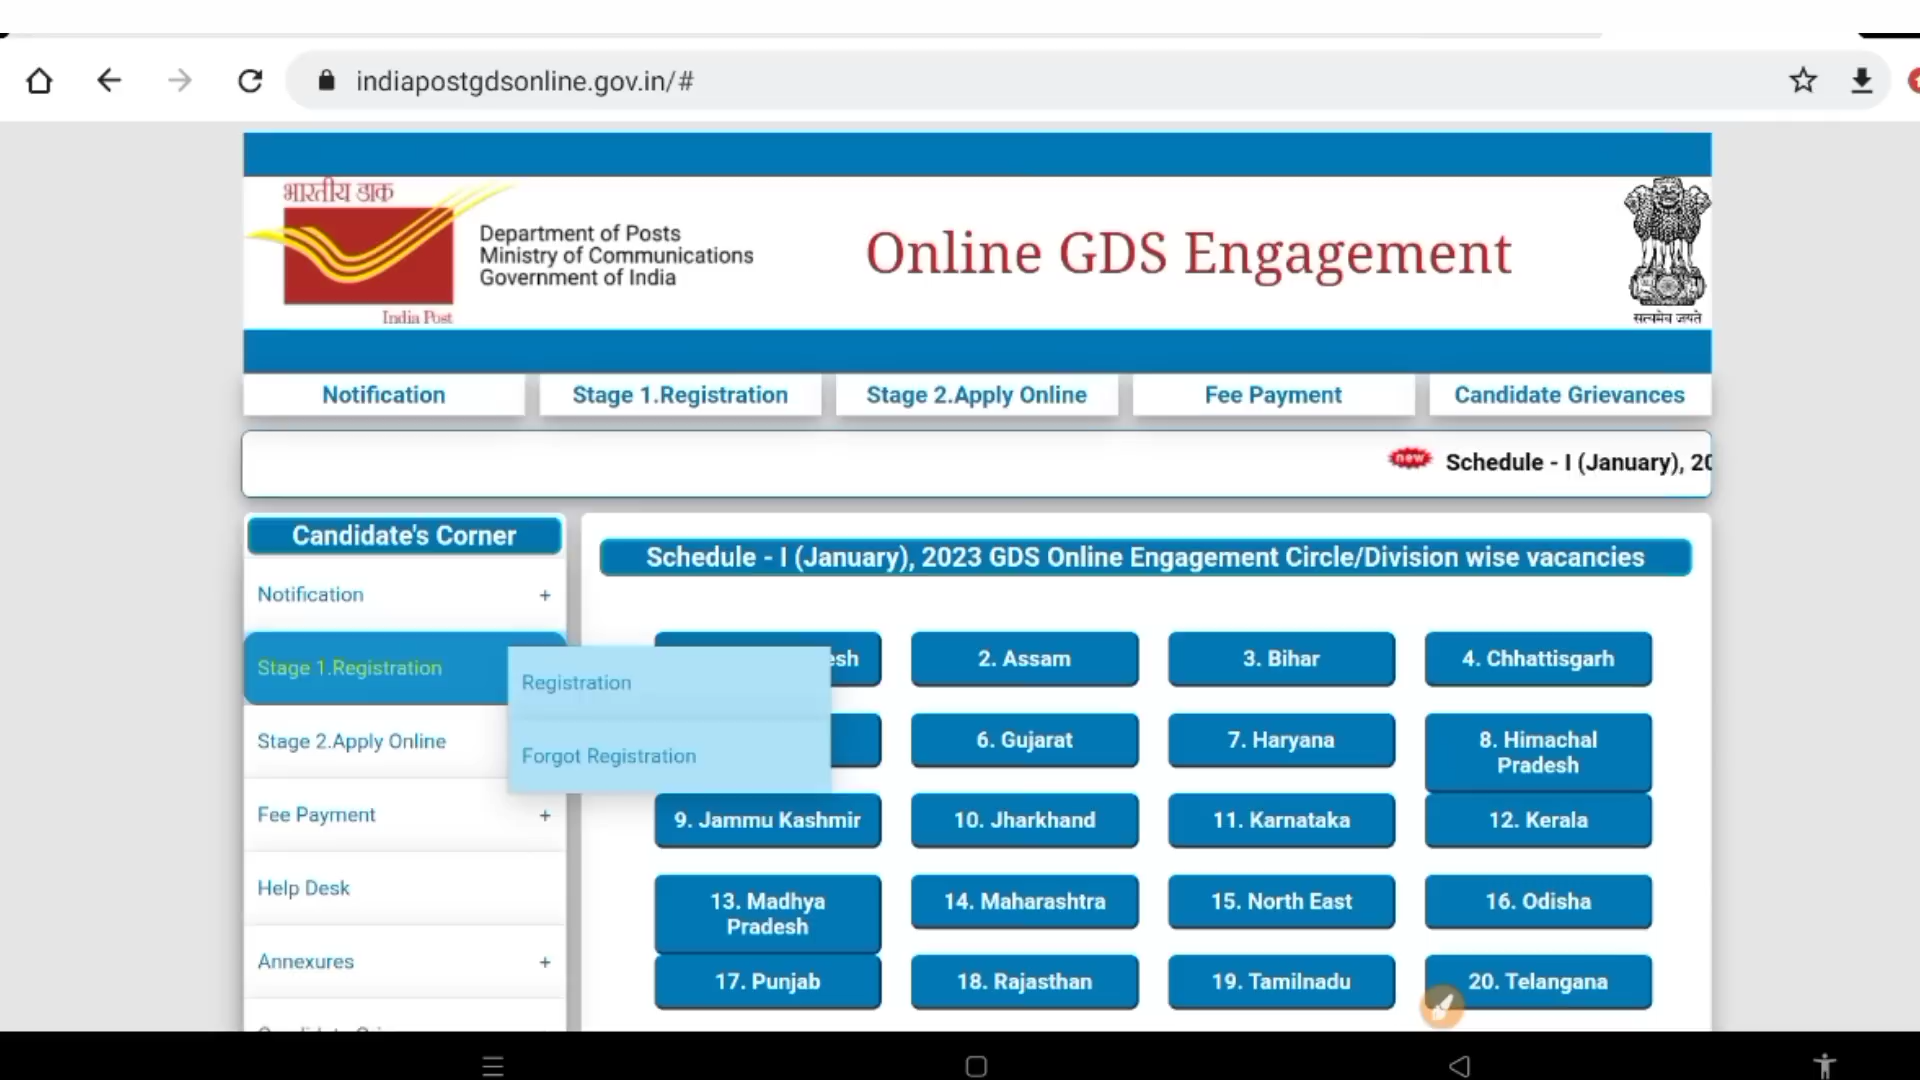 indiapostgdsonline.gov.in/#
भारतीय डाक
India Post
Department of Posts
Ministry of Communications
Government of India
Online GDS Engagement
सत्यमेव जयते
Notification
Stage 1.Registration
Stage 2.Apply Online
Fee Payment
Candidate Grievances
new Schedule - I (January), 20
Candidate's Corner
Notification +
Stage 1.Registration
Registration
Forgot Registration
Stage 2.Apply Online
Fee Payment +
Help Desk
Annexures +
Schedule - I (January), 2023 GDS Online Engagement Circle/Division wise vacancies
2. Assam
3. Bihar
4. Chhattisgarh
6. Gujarat
7. Haryana
8. Himachal
Pradesh
9. Jammu Kashmir
10. Jharkhand
11. Karnataka
12. Kerala
13. Madhya
Pradesh
14. Maharashtra
15. North East
16. Odisha
17. Punjab
18. Rajasthan
19. Tamilnadu
20. Telangana